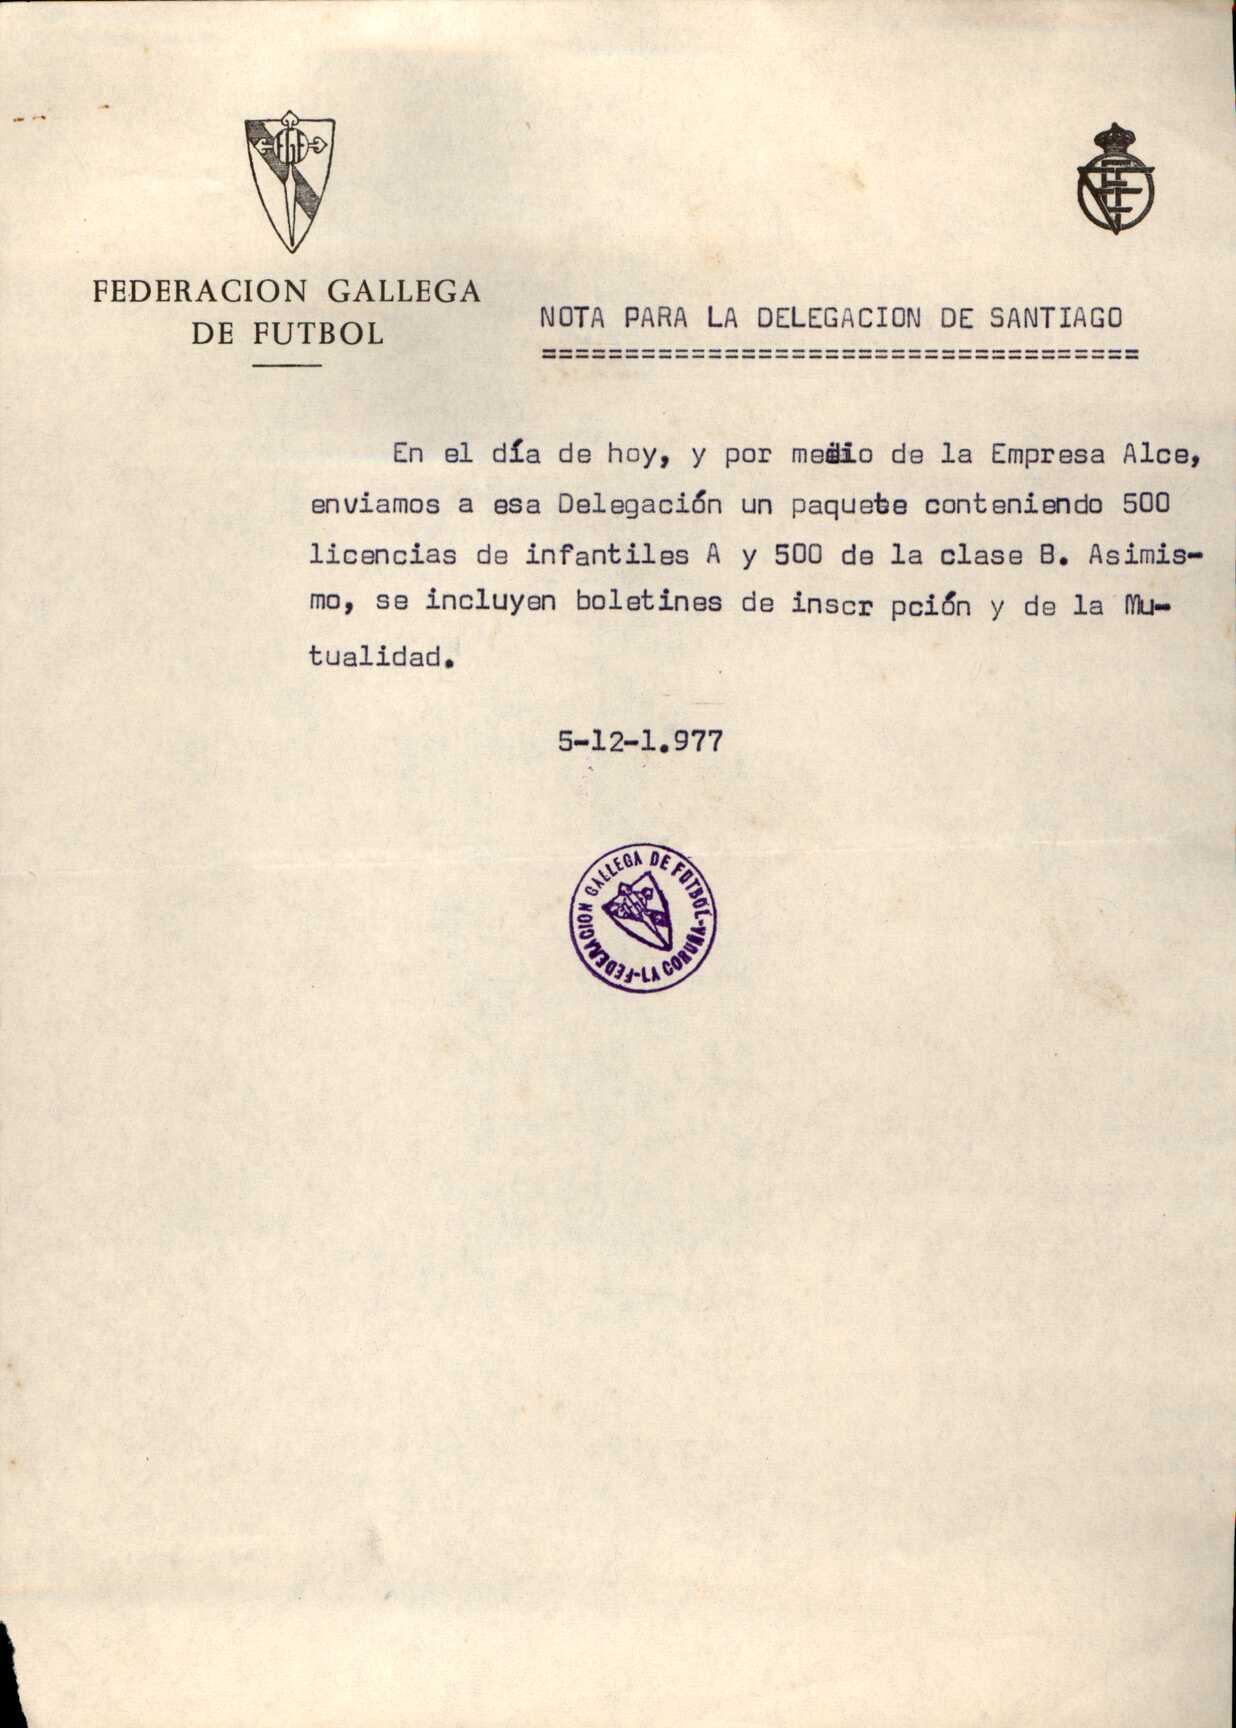 FGF
FEDERACION GALLEGA
DE FUTBOL
NOTA PARA LA DELEGACION DE SANTIAGO
====================================
En el día de hoy, y por medio de la Empresa Alce,
enviamos a esa Delegación un paquete conteniendo 500
licencias de infantiles A y 500 de la clase B. Asimis-
mo, se incluyen boletines de inscr pción y de la Mu-
tualidad.
5-12-1.977
FEDERACION GALLEGA DE FUTBOL-LA CORUÑA-